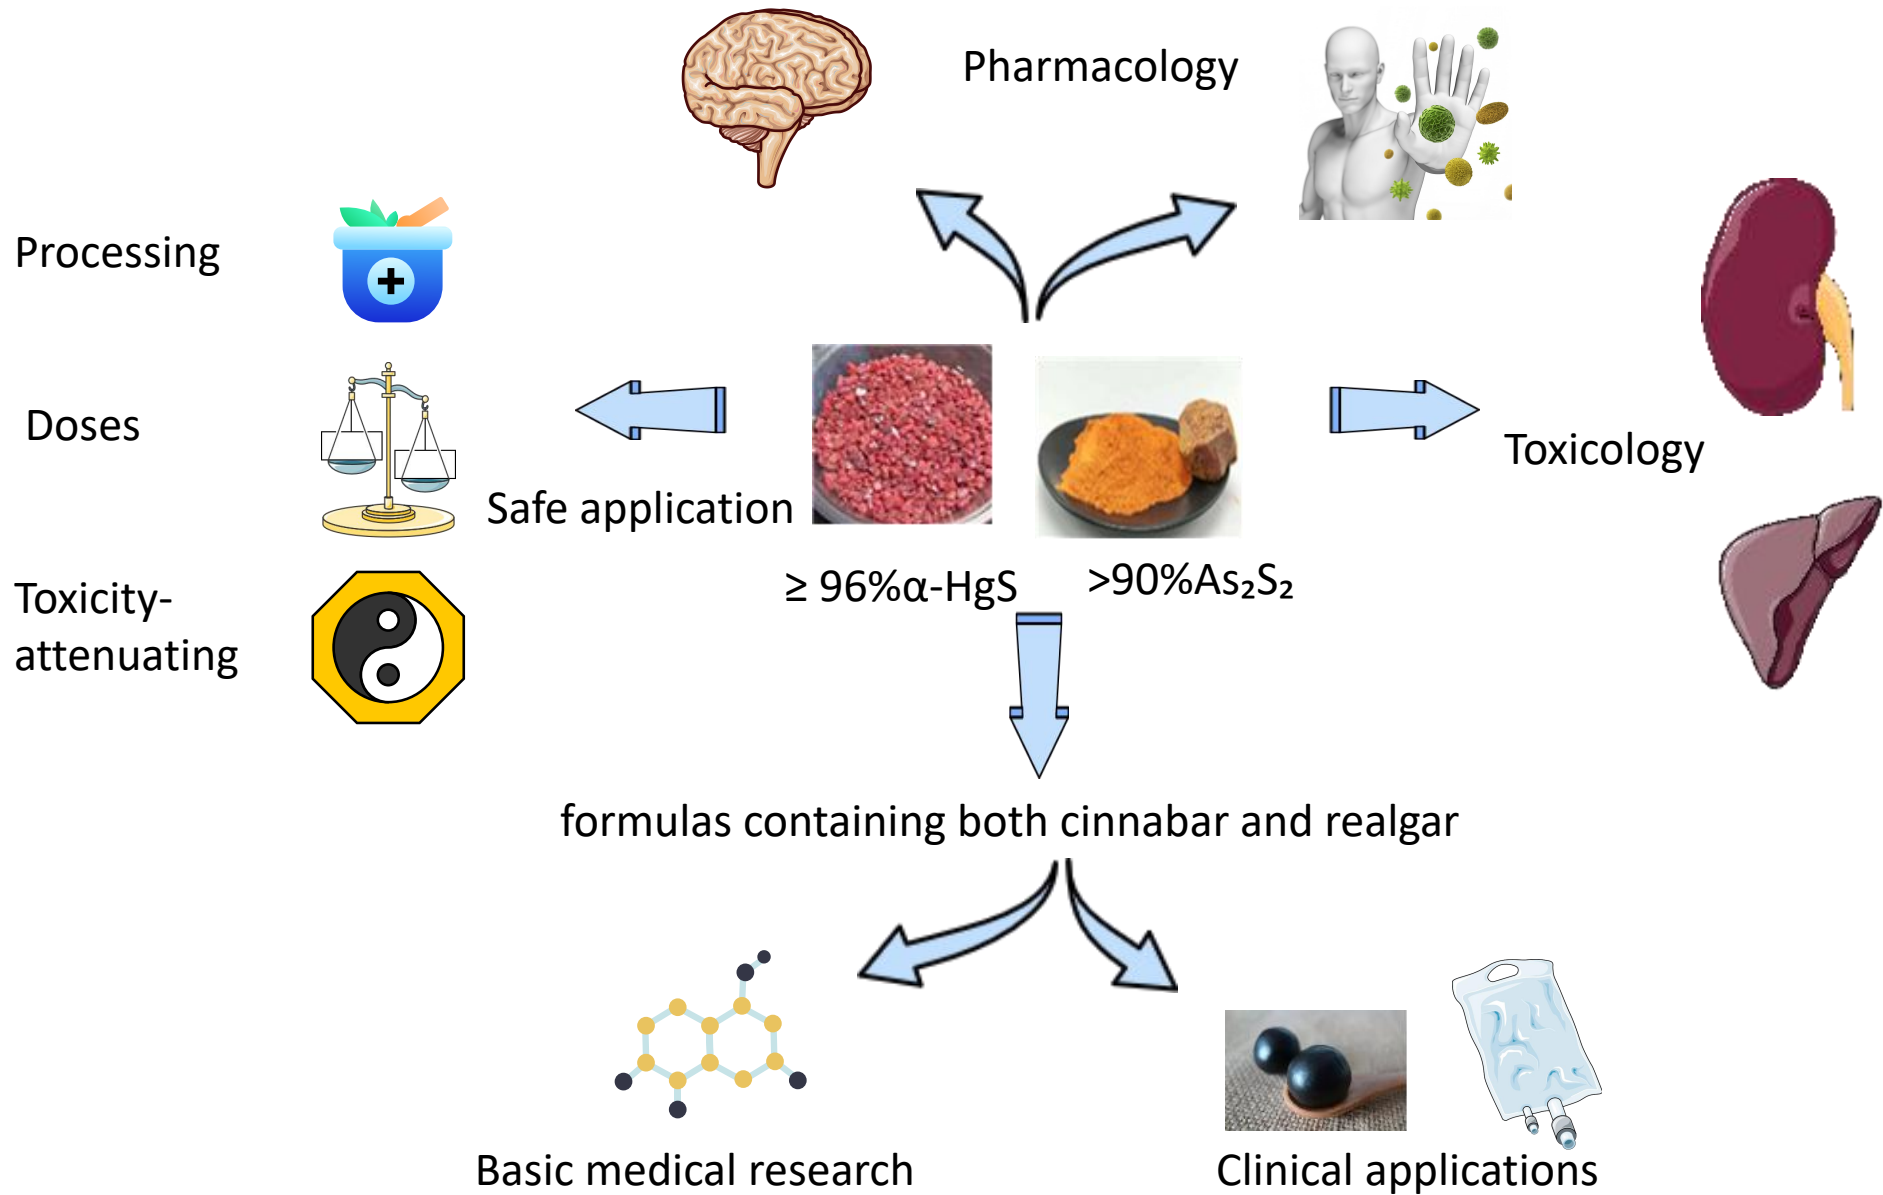 Pharmacology
Processing
Doses
Safe application
Toxicology
Toxicity-
attenuating
≥ 96%α-HgS
>90%As₂S₂
formulas containing both cinnabar and realgar
Basic medical research
Clinical applications